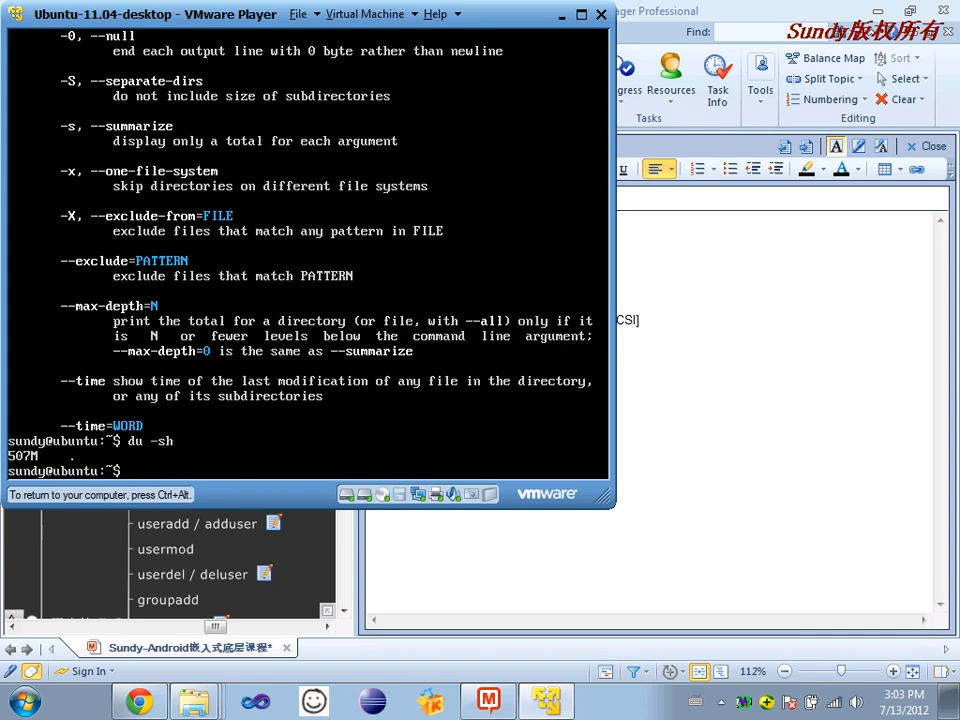 Ubuntu-11.04-desktop - VMware Player File Virtual Machine Help
ager Professional
Sundy版权所有
Find:
-0, --null
end each output line with 0 byte rather than newline
-S, --separate-dirs
do not include size of subdirectories
-s, --summarize
display only a total for each argument
-x, --one-file-system
skip directories on different file systems
-X, --exclude-from=FILE
exclude files that match any pattern in FILE
--exclude=PATTERN
exclude files that match PATTERN
--max-depth=N
print the total for a directory (or file, with --all) only if it
is N or fewer levels below the command line argument;
--max-depth=0 is the same as --summarize
--time show time of the last modification of any file in the directory,
or any of its subdirectories
--time=WORD
sundy@ubuntu:~$ du -sh
507M .
sundy@ubuntu:~$
To return to your computer, press Ctrl+Alt.
vmware
Balance Map Sort
Split Topic Select
Numbering Clear
gress Resources Task Info Tools
Tasks Editing
Close
CSI]
useradd / adduser
usermod
userdel / deluser
groupadd
Sundy-Android嵌入式底层课程*
Sign In
112%
3:03 PM
7/13/2012